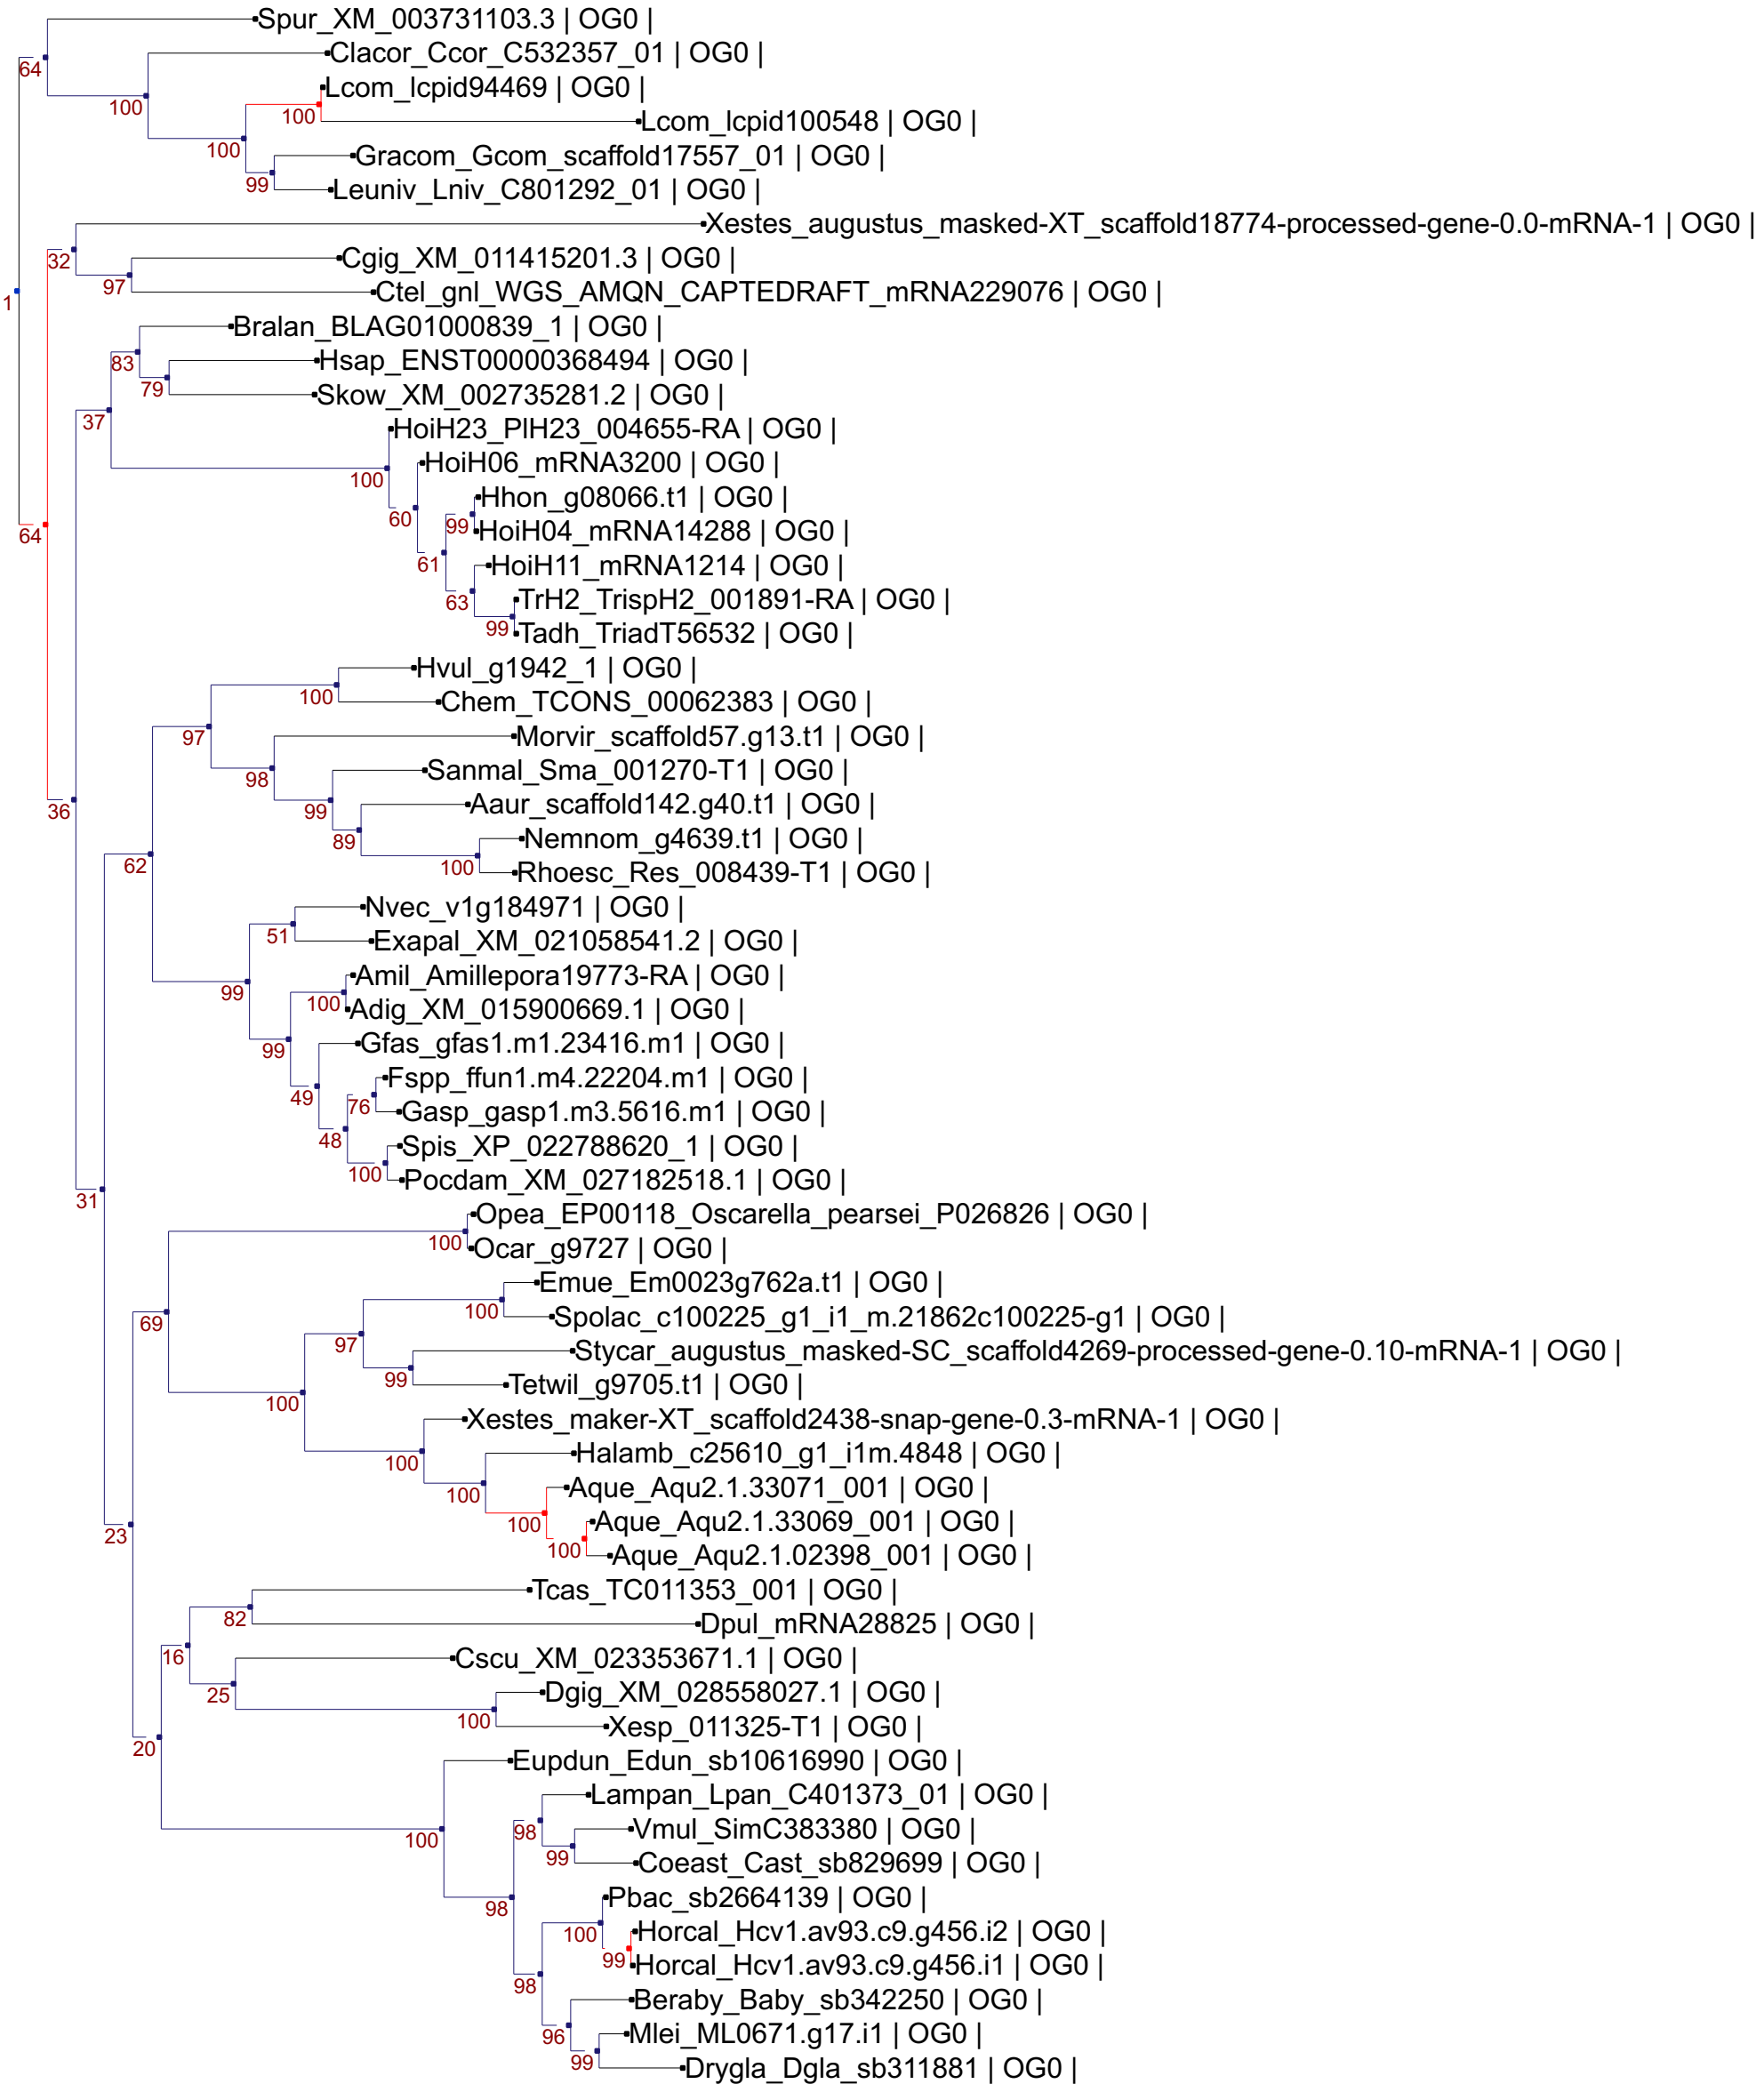 Spur_XM_003731103.3 | OG0 |
Clacor_Ccor_C532357_01 | OG0 |
64
Lcom_lcpid94469 | OG0 |
100
100
Lcom_lcpid100548 | OG0 |
100
Gracom_Gcom_scaffold17557_01 | OG0 |
99
Leuniv_Lniv_C801292_01 | OG0 |
Xestes_augustus_masked-XT_scaffold18774-processed-gene-0.0-mRNA-1 | OG0 |
32
Cgig_XM_011415201.3 | OG0 |
97
Ctel_gnl_WGS_AMQN_CAPTEDRAFT_mRNA229076 | OG0 |
1
Bralan_BLAG01000839_1 | OG0 |
83
Hsap_ENST00000368494 | OG0 |
79
Skow_XM_002735281.2 | OG0 |
37
HoiH23_PlH23_004655-RA | OG0 |
HoiH06_mRNA3200 | OG0 |
100
Hhon_g08066.t1 | OG0 |
60
99
HoiH04_mRNA14288 | OG0 |
64
61
HoiH11_mRNA1214 | OG0 |
63
TrH2_TrispH2_001891-RA | OG0 |
99
Tadh_TriadT56532 | OG0 |
Hvul_g1942_1 | OG0 |
100
Chem_TCONS_00062383 | OG0 |
97
Morvir_scaffold57.g13.t1 | OG0 |
98
Sanmal_Sma_001270-T1 | OG0 |
36
99
Aaur_scaffold142.g40.t1 | OG0 |
89
Nemnom_g4639.t1 | OG0 |
62
100
Rhoesc_Res_008439-T1 | OG0 |
Nvec_v1g184971 | OG0 |
51
Exapal_XM_021058541.2 | OG0 |
Amil_Amillepora19773-RA | OG0 |
99
100
Adig_XM_015900669.1 | OG0 |
99
Gfas_gfas1.m1.23416.m1 | OG0 |
Fspp_ffun1.m4.22204.m1 | OG0 |
49
76
Gasp_gasp1.m3.5616.m1 | OG0 |
48
Spis_XP_022788620_1 | OG0 |
100
Pocdam_XM_027182518.1 | OG0 |
31
Opea_EP00118_Oscarella_pearsei_P026826 | OG0 |
100
Ocar_g9727 | OG0 |
Emue_Em0023g762a.t1 | OG0 |
100
Spolac_c100225_g1_i1_m.21862c100225-g1 | OG0 |
69
97
Stycar_augustus_masked-SC_scaffold4269-processed-gene-0.10-mRNA-1 | OG0 |
99
Tetwil_g9705.t1 | OG0 |
100
Xestes_maker-XT_scaffold2438-snap-gene-0.3-mRNA-1 | OG0 |
100
Halamb_c25610_g1_i1m.4848 | OG0 |
100
Aque_Aqu2.1.33071_001 | OG0 |
100
Aque_Aqu2.1.33069_001 | OG0 |
23
100
Aque_Aqu2.1.02398_001 | OG0 |
Tcas_TC011353_001 | OG0 |
82
Dpul_mRNA28825 | OG0 |
16
Cscu_XM_023353671.1 | OG0 |
25
Dgig_XM_028558027.1 | OG0 |
100
Xesp_011325-T1 | OG0 |
20
Eupdun_Edun_sb10616990 | OG0 |
Lampan_Lpan_C401373_01 | OG0 |
100
98
Vmul_SimC383380 | OG0 |
99
Coeast_Cast_sb829699 | OG0 |
98
Pbac_sb2664139 | OG0 |
100
Horcal_Hcv1.av93.c9.g456.i2 | OG0 |
99
Horcal_Hcv1.av93.c9.g456.i1 | OG0 |
98
Beraby_Baby_sb342250 | OG0 |
96
Mlei_ML0671.g17.i1 | OG0 |
99
Drygla_Dgla_sb311881 | OG0 |